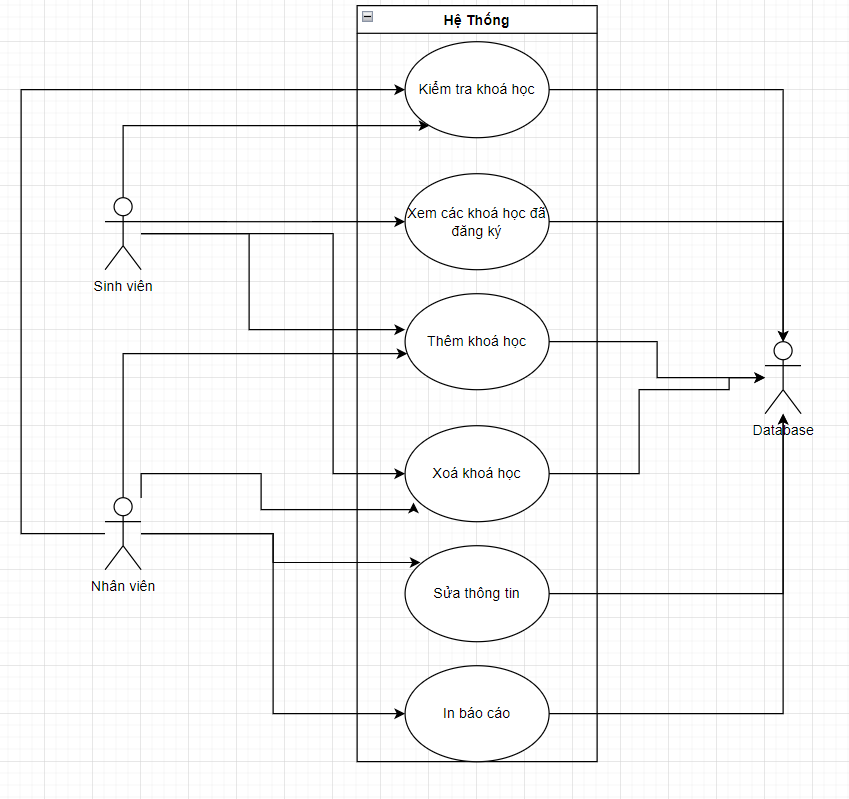 Hệ Thống
Kiểm tra khoá học
Xem các khoá học đã
đăng ký
Sinh viên
Thêm khoá học
Database
Xoá khoá học
Nhân viên
Sửa thông tin
In báo cáo